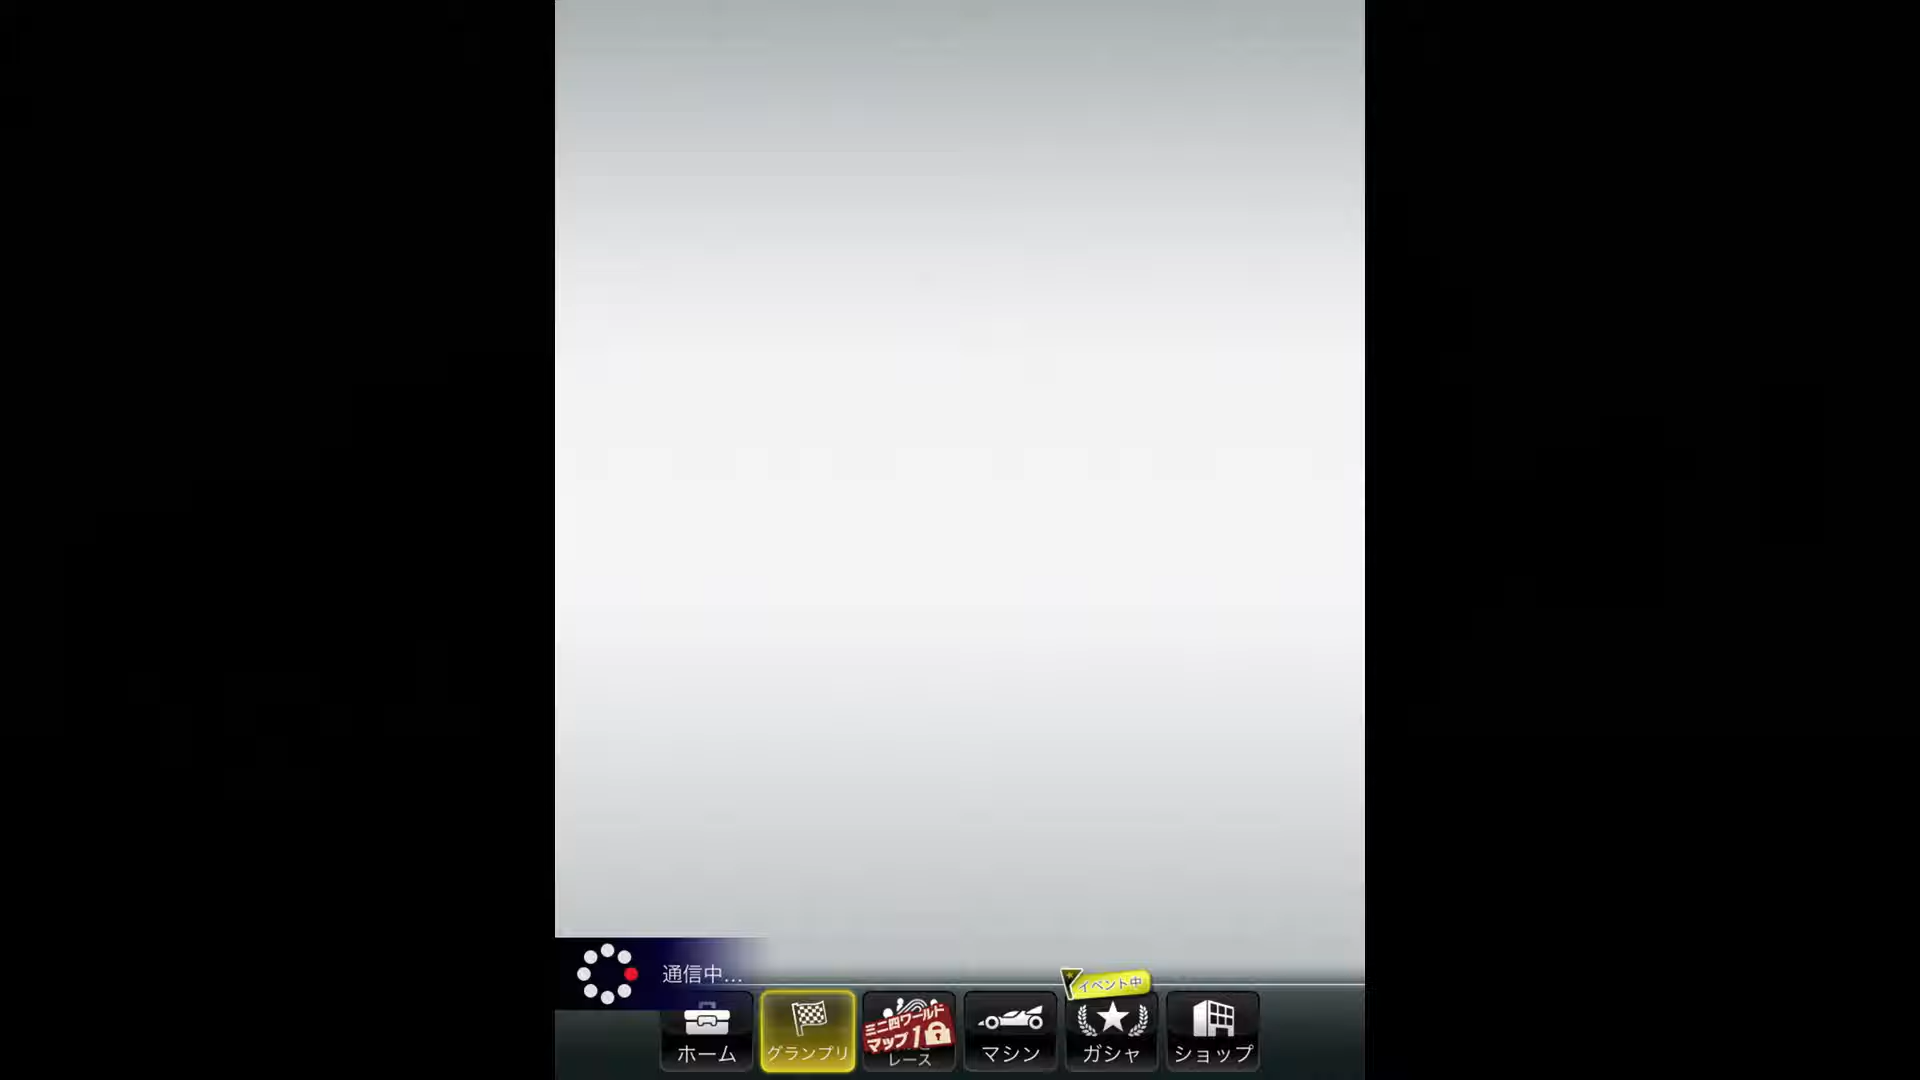 通信中...
イベント中
ホーム
グランプリ
ミニ四ワールド
マップ1
レース
マシン
ガシャ
ショップ